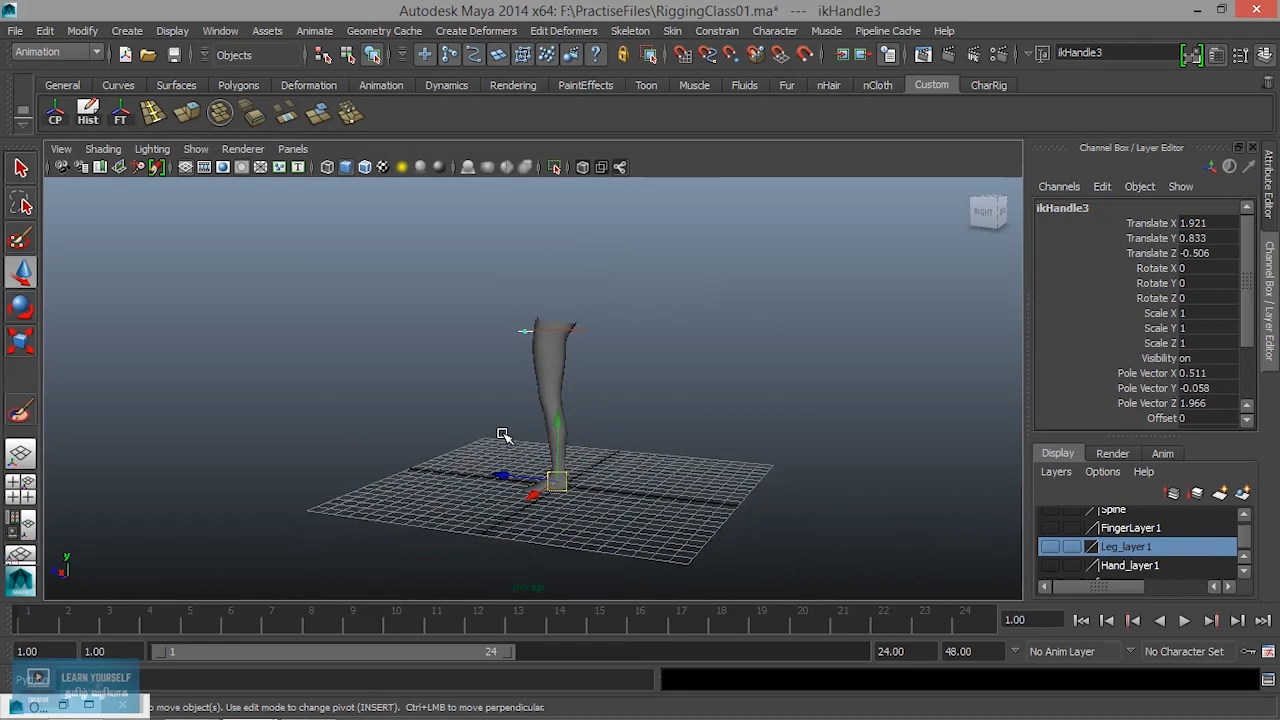 Autodesk Maya 2014 x64: F:\PractiseFiles\RiggingClass01.ma* --- ikHandle3
File Edit Modify Create Display Window Assets Animate Geometry Cache Create Deformers Edit Deformers Skeleton Skin Constrain Character Muscle Pipeline Cache Help
Animation Objects ikHandle3
General Curves Surfaces Polygons Deformation Animation Dynamics Rendering PaintEffects Toon Muscle Fluids Fur nHair nCloth Custom CharRig
CP Hist FT
View Shading Lighting Show Renderer Panels
Channel Box / Layer Editor
Channels Edit Object Show
ikHandle3
Translate X 1.921
Translate Y 0.833
Translate Z -0.506
Rotate X 0
Rotate Y 0
Rotate Z 0
Scale X 1
Scale Y 1
Scale Z 1
Visibility on
Pole Vector X 0.511
Pole Vector Y -0.058
Pole Vector Z 1.966
Offset 0
Display Render Anim
Layers Options Help
Spine
FingerLayer1
Leg_layer1
Hand_layer1
Attribute Editor
Channel Box / Layer Editor
RIGHT
y
x
persp
1 2 3 4 5 6 7 8 9 10 11 12 13 14 15 16 17 18 19 20 21 22 23 24
1.00
1.00 1.00 1 24 24.00 48.00 No Anim Layer No Character Set
LEARN YOURSELF
O...
to move object(s). Use edit mode to change pivot (INSERT). Ctrl+LMB to move perpendicular.